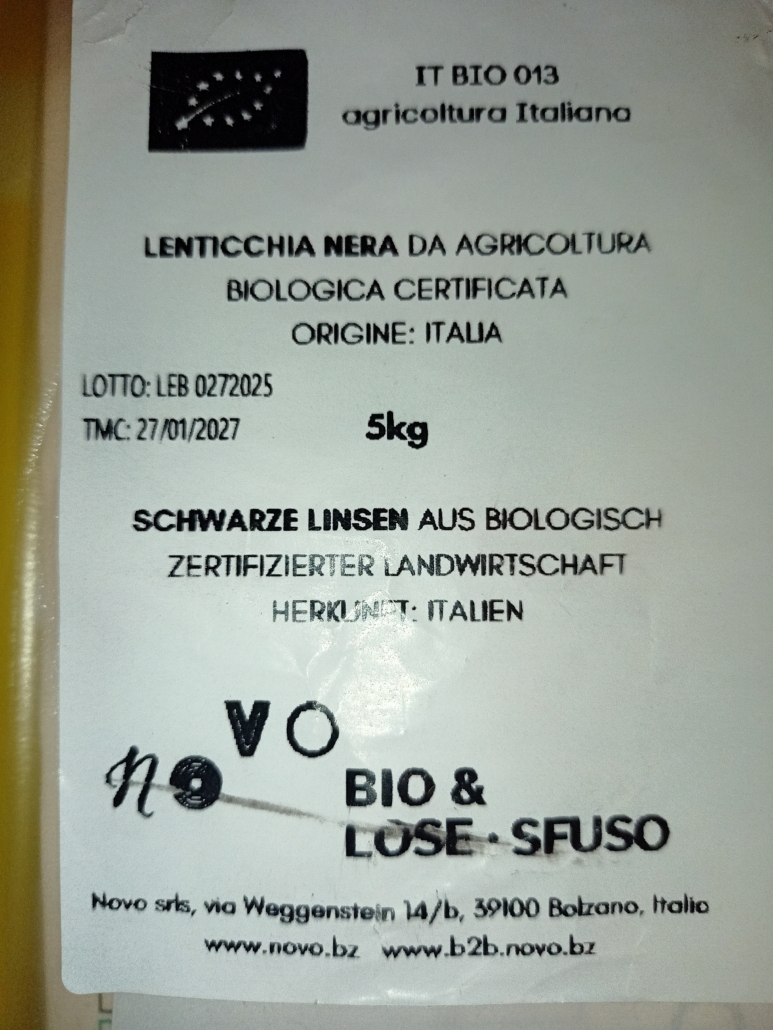 IT BIO 013
agricoltura Italiana
LENTICCHIA NERA DA AGRICOLTURA
BIOLOGICA CERTIFICATA
ORIGINE: ITALIA
LOTTO: LEB 0272025
TMC: 27/01/2027
5kg
SCHWARZE LINSEN AUS BIOLOGISCH
ZERTIFIZIERTER LANDWIRTSCHAFT
HERKUNFT: ITALIEN
noVO
BIO &
LOSE · SFUSO
Novo srls, via Weggenstein 14/b, 39100 Bolzano, Italia
www.novo.bz www.b2b.novo.bz